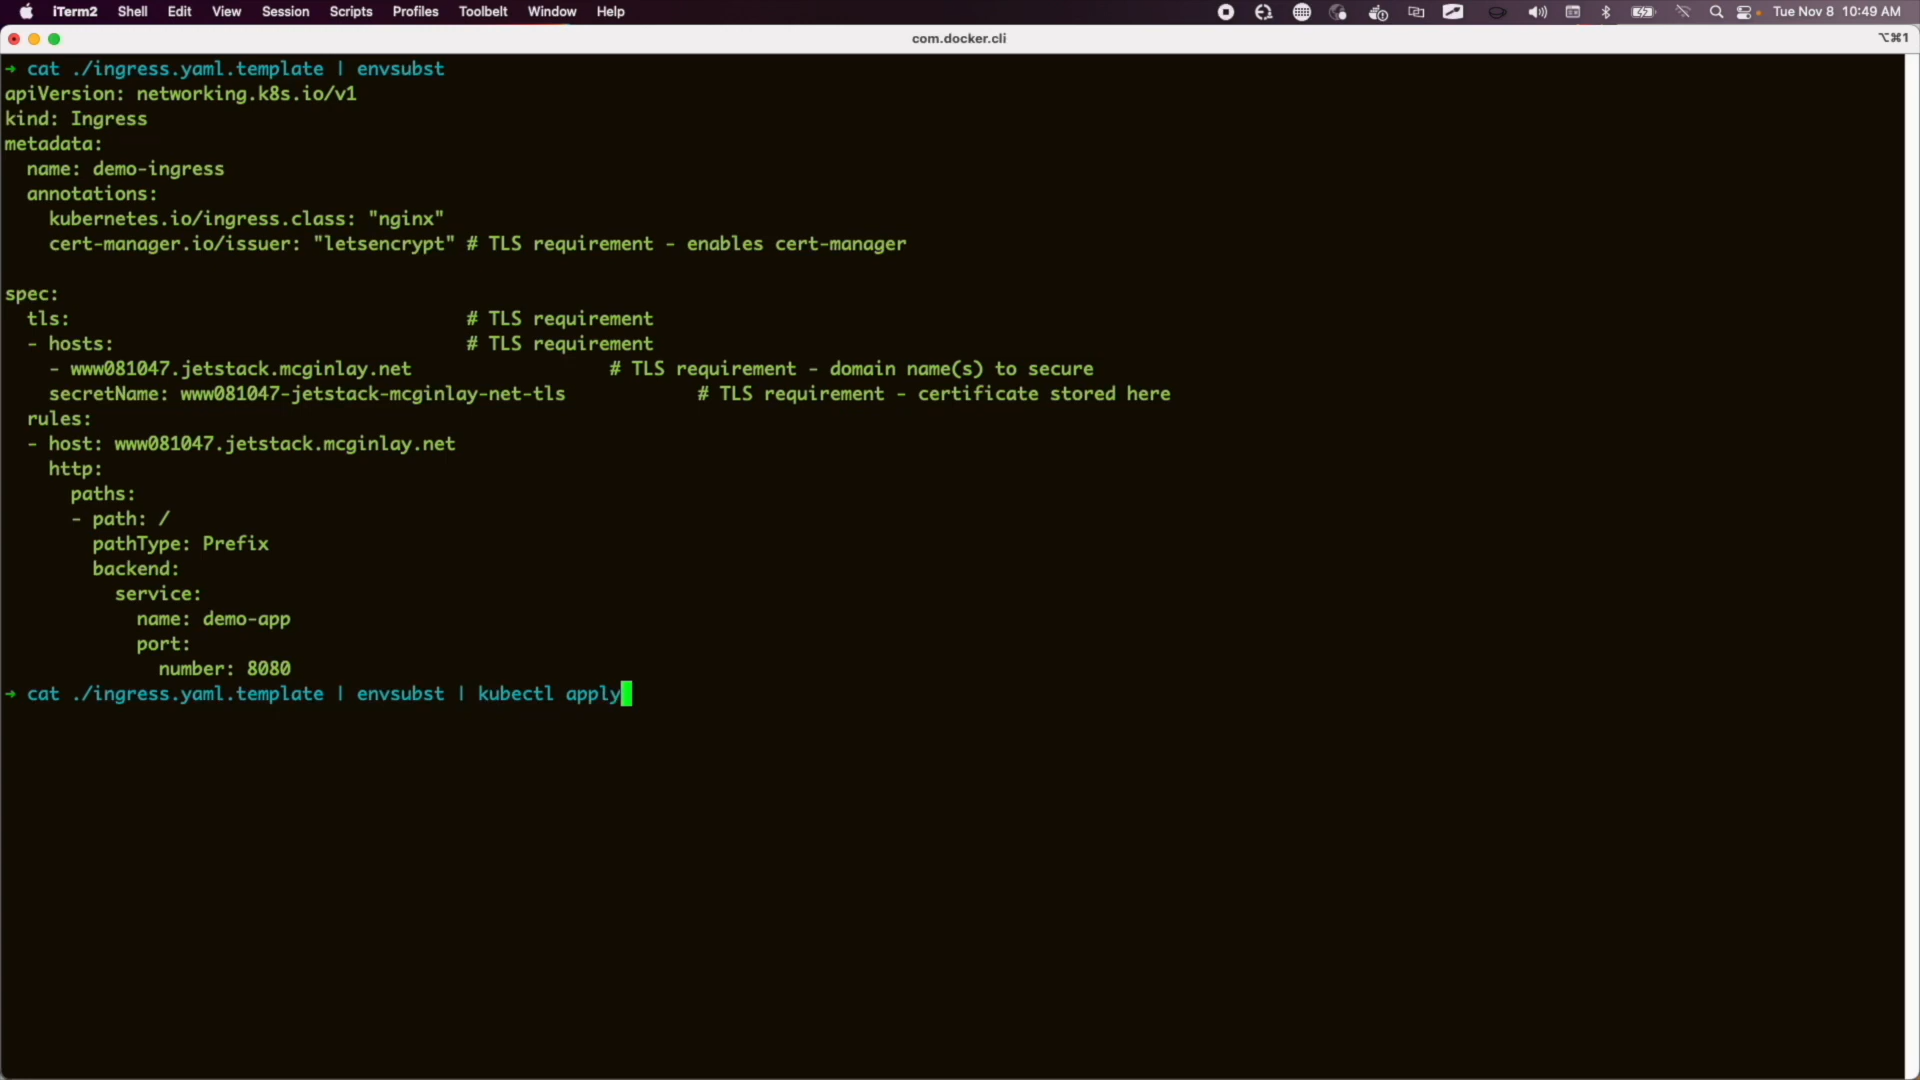 iTerm2 Shell Edit View Session Scripts Profiles Toolbelt Window Help Tue Nov 8 10:49 AM
com.docker.cli ⌥⌘1
➜ cat ./ingress.yaml.template | envsubst
apiVersion: networking.k8s.io/v1
kind: Ingress
metadata:
  name: demo-ingress
  annotations:
    kubernetes.io/ingress.class: "nginx"
    cert-manager.io/issuer: "letsencrypt" # TLS requirement - enables cert-manager
spec:
  tls:                                    # TLS requirement
  - hosts:                                # TLS requirement
    - www081047.jetstack.mcginlay.net                  # TLS requirement - domain name(s) to secure
    secretName: www081047-jetstack-mcginlay-net-tls            # TLS requirement - certificate stored here
  rules:
  - host: www081047.jetstack.mcginlay.net
    http:
      paths:
      - path: /
        pathType: Prefix
        backend:
          service:
            name: demo-app
            port:
              number: 8080
➜ cat ./ingress.yaml.template | envsubst | kubectl apply